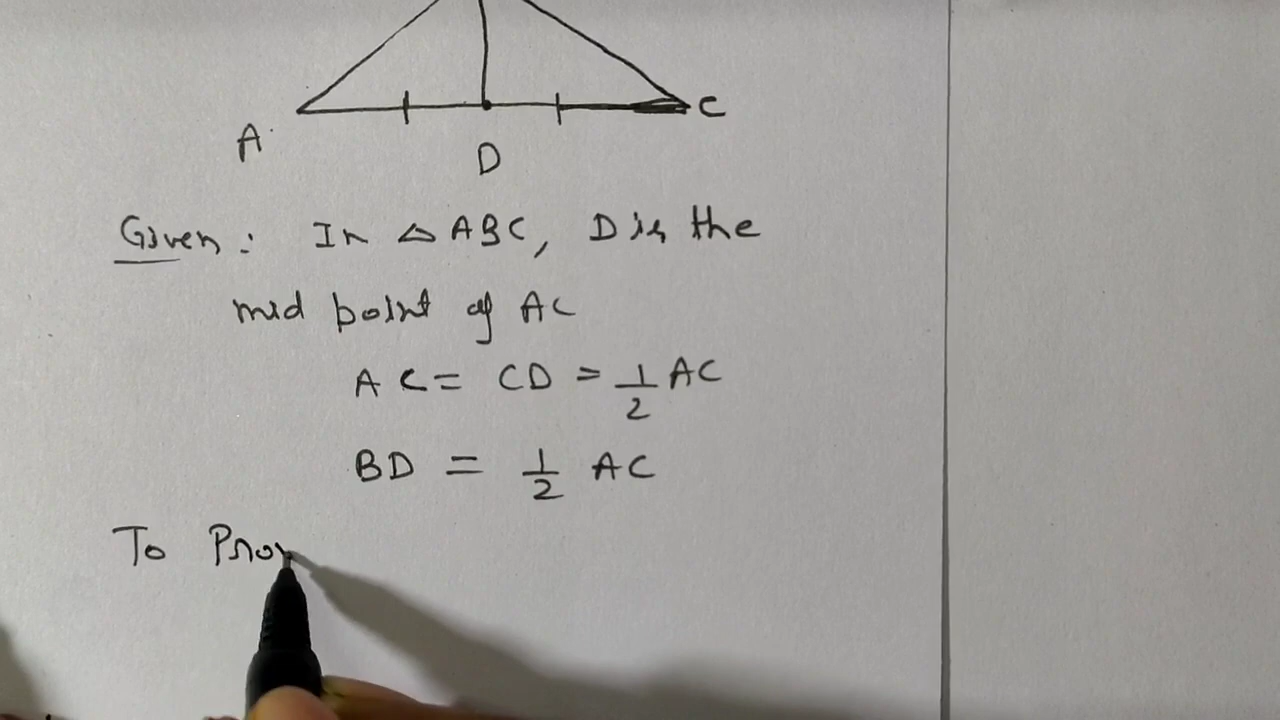 A
C
D
Given: In △ABC, D is the
mid point of AC
AC = CD = 1/2 AC
BD = 1/2 AC
To Prov